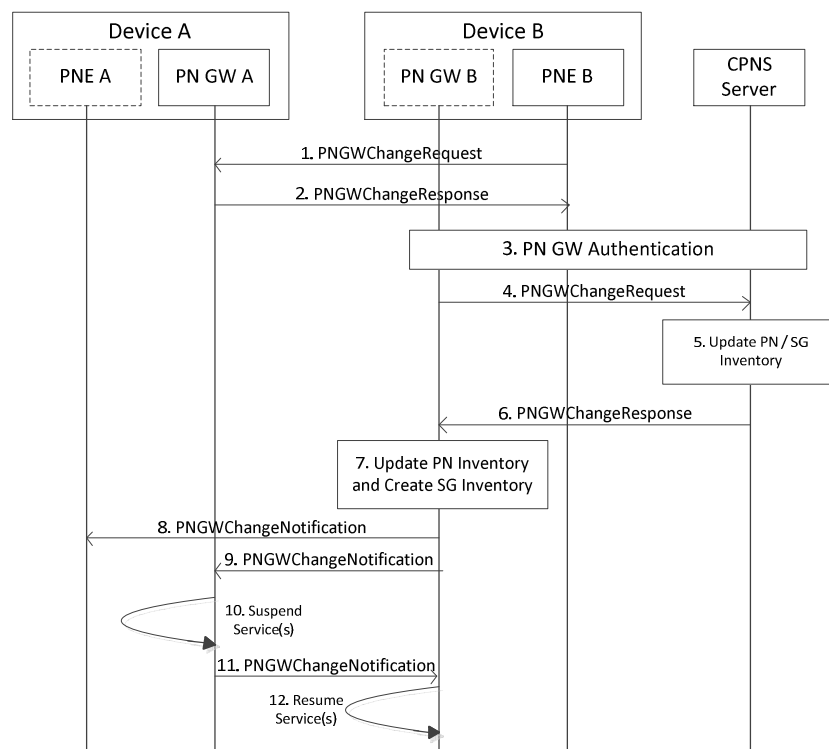 Device A
Device B
PNE A
PN GW A
PN GW B
PNE B
CPNS
Server
1. PNGWChangeRequest
2. PNGWChangeResponse
3. PN GW Authentication
4. PNGWChangeRequest
5. Update PN / SG
Inventory
6. PNGWChangeResponse
7. Update PN Inventory
and Create SG Inventory
8. PNGWChangeNotification
9. PNGWChangeNotification
10. Suspend
Service(s)
11. PNGWChangeNotification
12. Resume
Service(s)